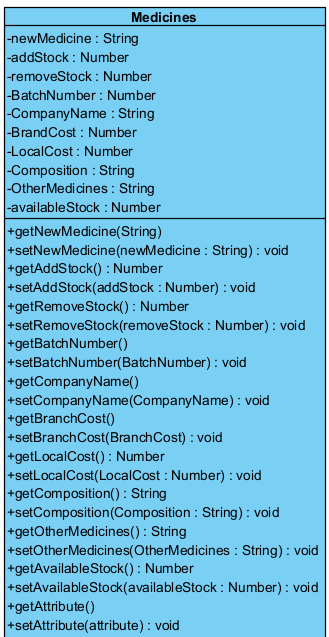 Medicines
-newMedicine : String
-addStock : Number
-removeStock : Number
-BatchNumber : Number
-CompanyName : String
-BrandCost : Number
-LocalCost : Number
-Composition : String
-OtherMedicines : String
-availableStock : Number
+getNewMedicine(String)
+setNewMedicine(newMedicine : String) : void
+getAddStock() : Number
+setAddStock(addStock : Number) : void
+getRemoveStock() : Number
+setRemoveStock(removeStock : Number) : void
+getBatchNumber()
+setBatchNumber(BatchNumber) : void
+getCompanyName()
+setCompanyName(CompanyName) : void
+getBranchCost()
+setBranchCost(BranchCost) : void
+getLocalCost() : Number
+setLocalCost(LocalCost : Number) : void
+getComposition() : String
+setComposition(Composition : String) : void
+getOtherMedicines() : String
+setOtherMedicines(OtherMedicines : String) : void
+getAvailableStock() : Number
+setAvailableStock(availableStock : Number) : void
+getAttribute()
+setAttribute(attribute) : void